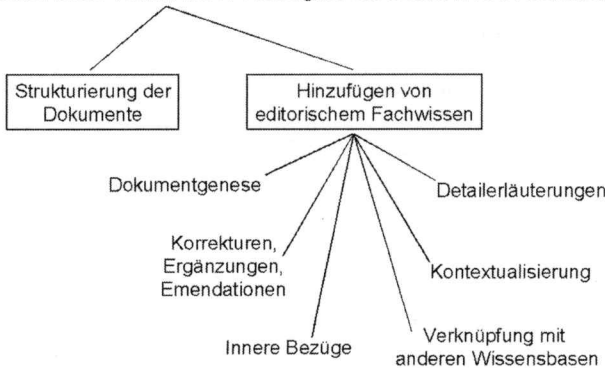 Strukturierung der
Dokumente
Hinzufügen von
editorischem Fachwissen
Dokumentgenese
Detailerläuterungen
Korrekturen,
Ergänzungen,
Emendationen
Kontextualisierung
Innere Bezüge
Verknüpfung mit
anderen Wissensbasen